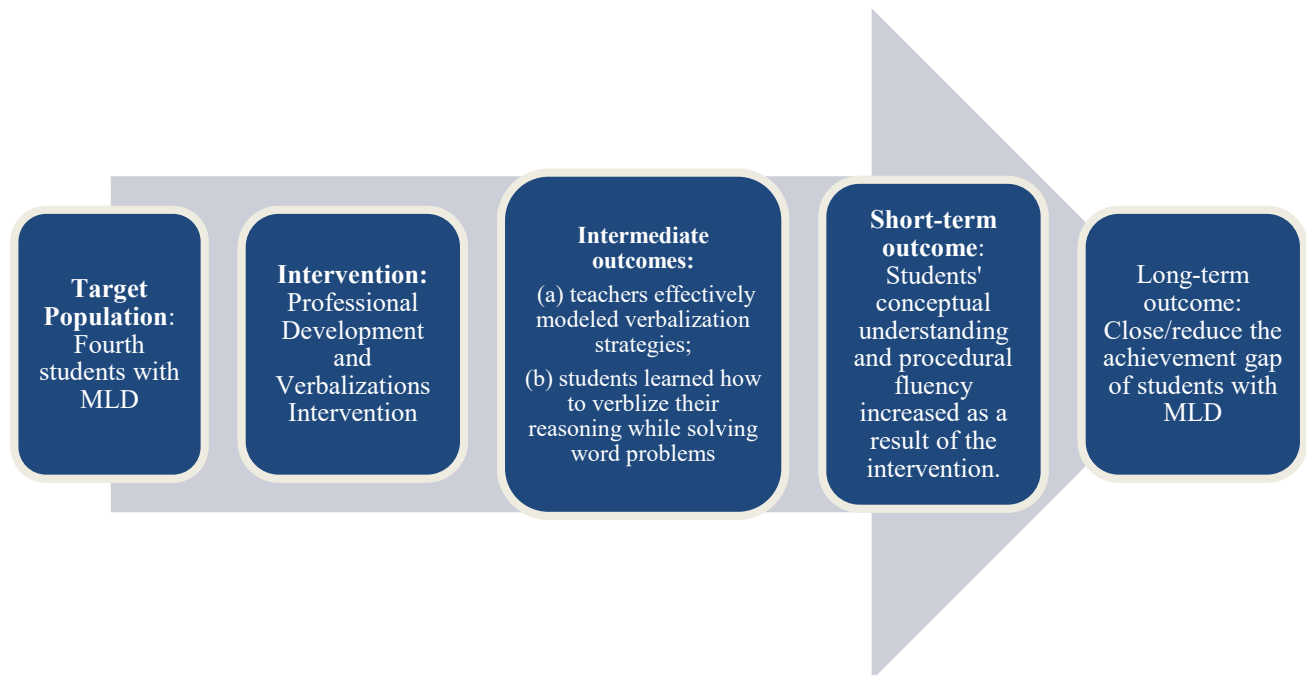 Target
Population:
Fourth
students with
MLD
Intervention:
Professional
Development
and
Verbalizations
Intervention
Intermediate
outcomes:
(a) teachers effectively
modeled verbalization
strategies;
(b) students learned how
to verblize their
reasoning while solving
word problems
Short-term
outcome:
Students'
conceptual
understanding
and procedural
fluency
increased as a
result of the
intervention.
Long-term
outcome:
Close/reduce the
achievement gap
of students with
MLD